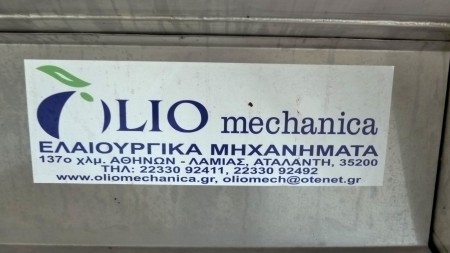 OLIO mechanica
ΕΛΑΙΟΥΡΓΙΚΑ ΜΗΧΑΝΗΜΑΤΑ
137ο χλμ. ΑΘΗΝΩΝ - ΛΑΜΙΑΣ, ΑΤΑΛΑΝΤΗ, 35200
ΤΗΛ: 22330 92411, 22330 92492
www.oliomechanica.gr, oliomech@otenet.gr